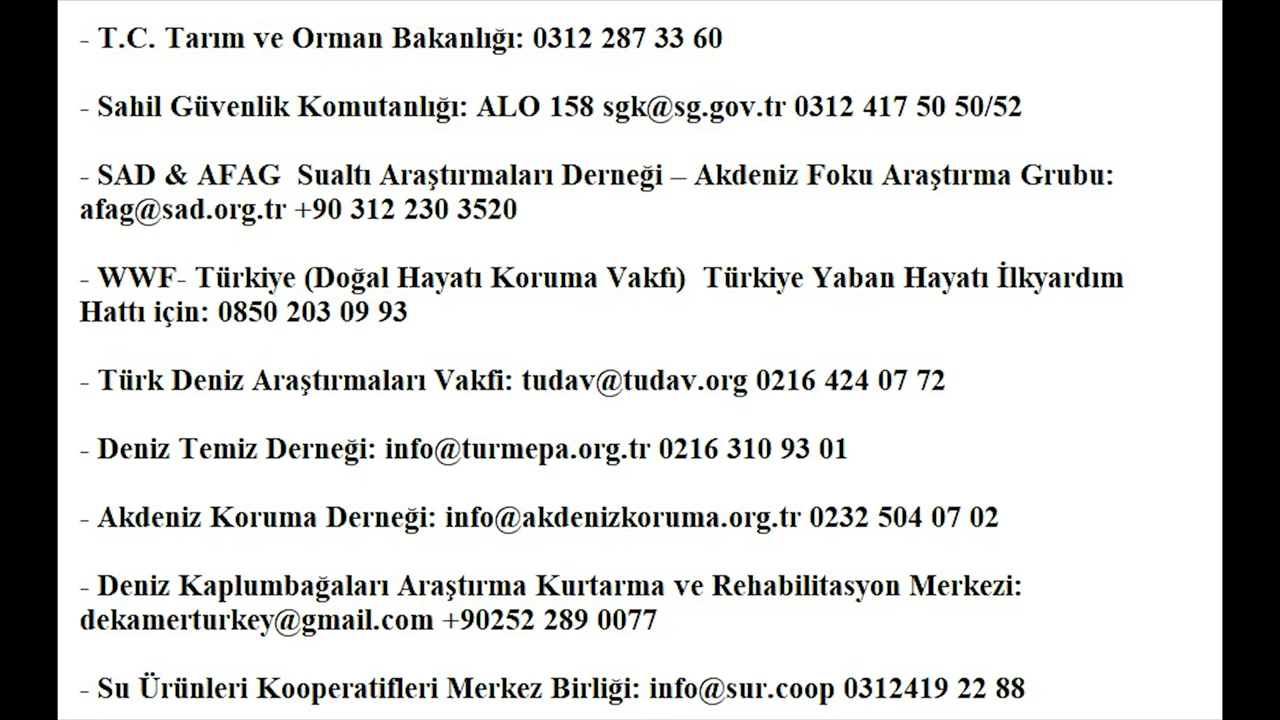 - T.C. Tarım ve Orman Bakanlığı: 0312 287 33 60
- Sahil Güvenlik Komutanlığı: ALO 158 sgk@sg.gov.tr 0312 417 50 50/52
- SAD & AFAG  Sualtı Araştırmaları Derneği – Akdeniz Foku Araştırma Grubu:
afag@sad.org.tr +90 312 230 3520
- WWF- Türkiye (Doğal Hayatı Koruma Vakfı)  Türkiye Yaban Hayatı İlkyardım
Hattı için: 0850 203 09 93
- Türk Deniz Araştırmaları Vakfi: tudav@tudav.org 0216 424 07 72
- Deniz Temiz Derneği: info@turmepa.org.tr 0216 310 93 01
- Akdeniz Koruma Derneği: info@akdenizkoruma.org.tr 0232 504 07 02
- Deniz Kaplumbağaları Araştırma Kurtarma ve Rehabilitasyon Merkezi:
dekamerturkey@gmail.com +90252 289 0077
- Su Ürünleri Kooperatifleri Merkez Birliği: info@sur.coop 0312419 22 88